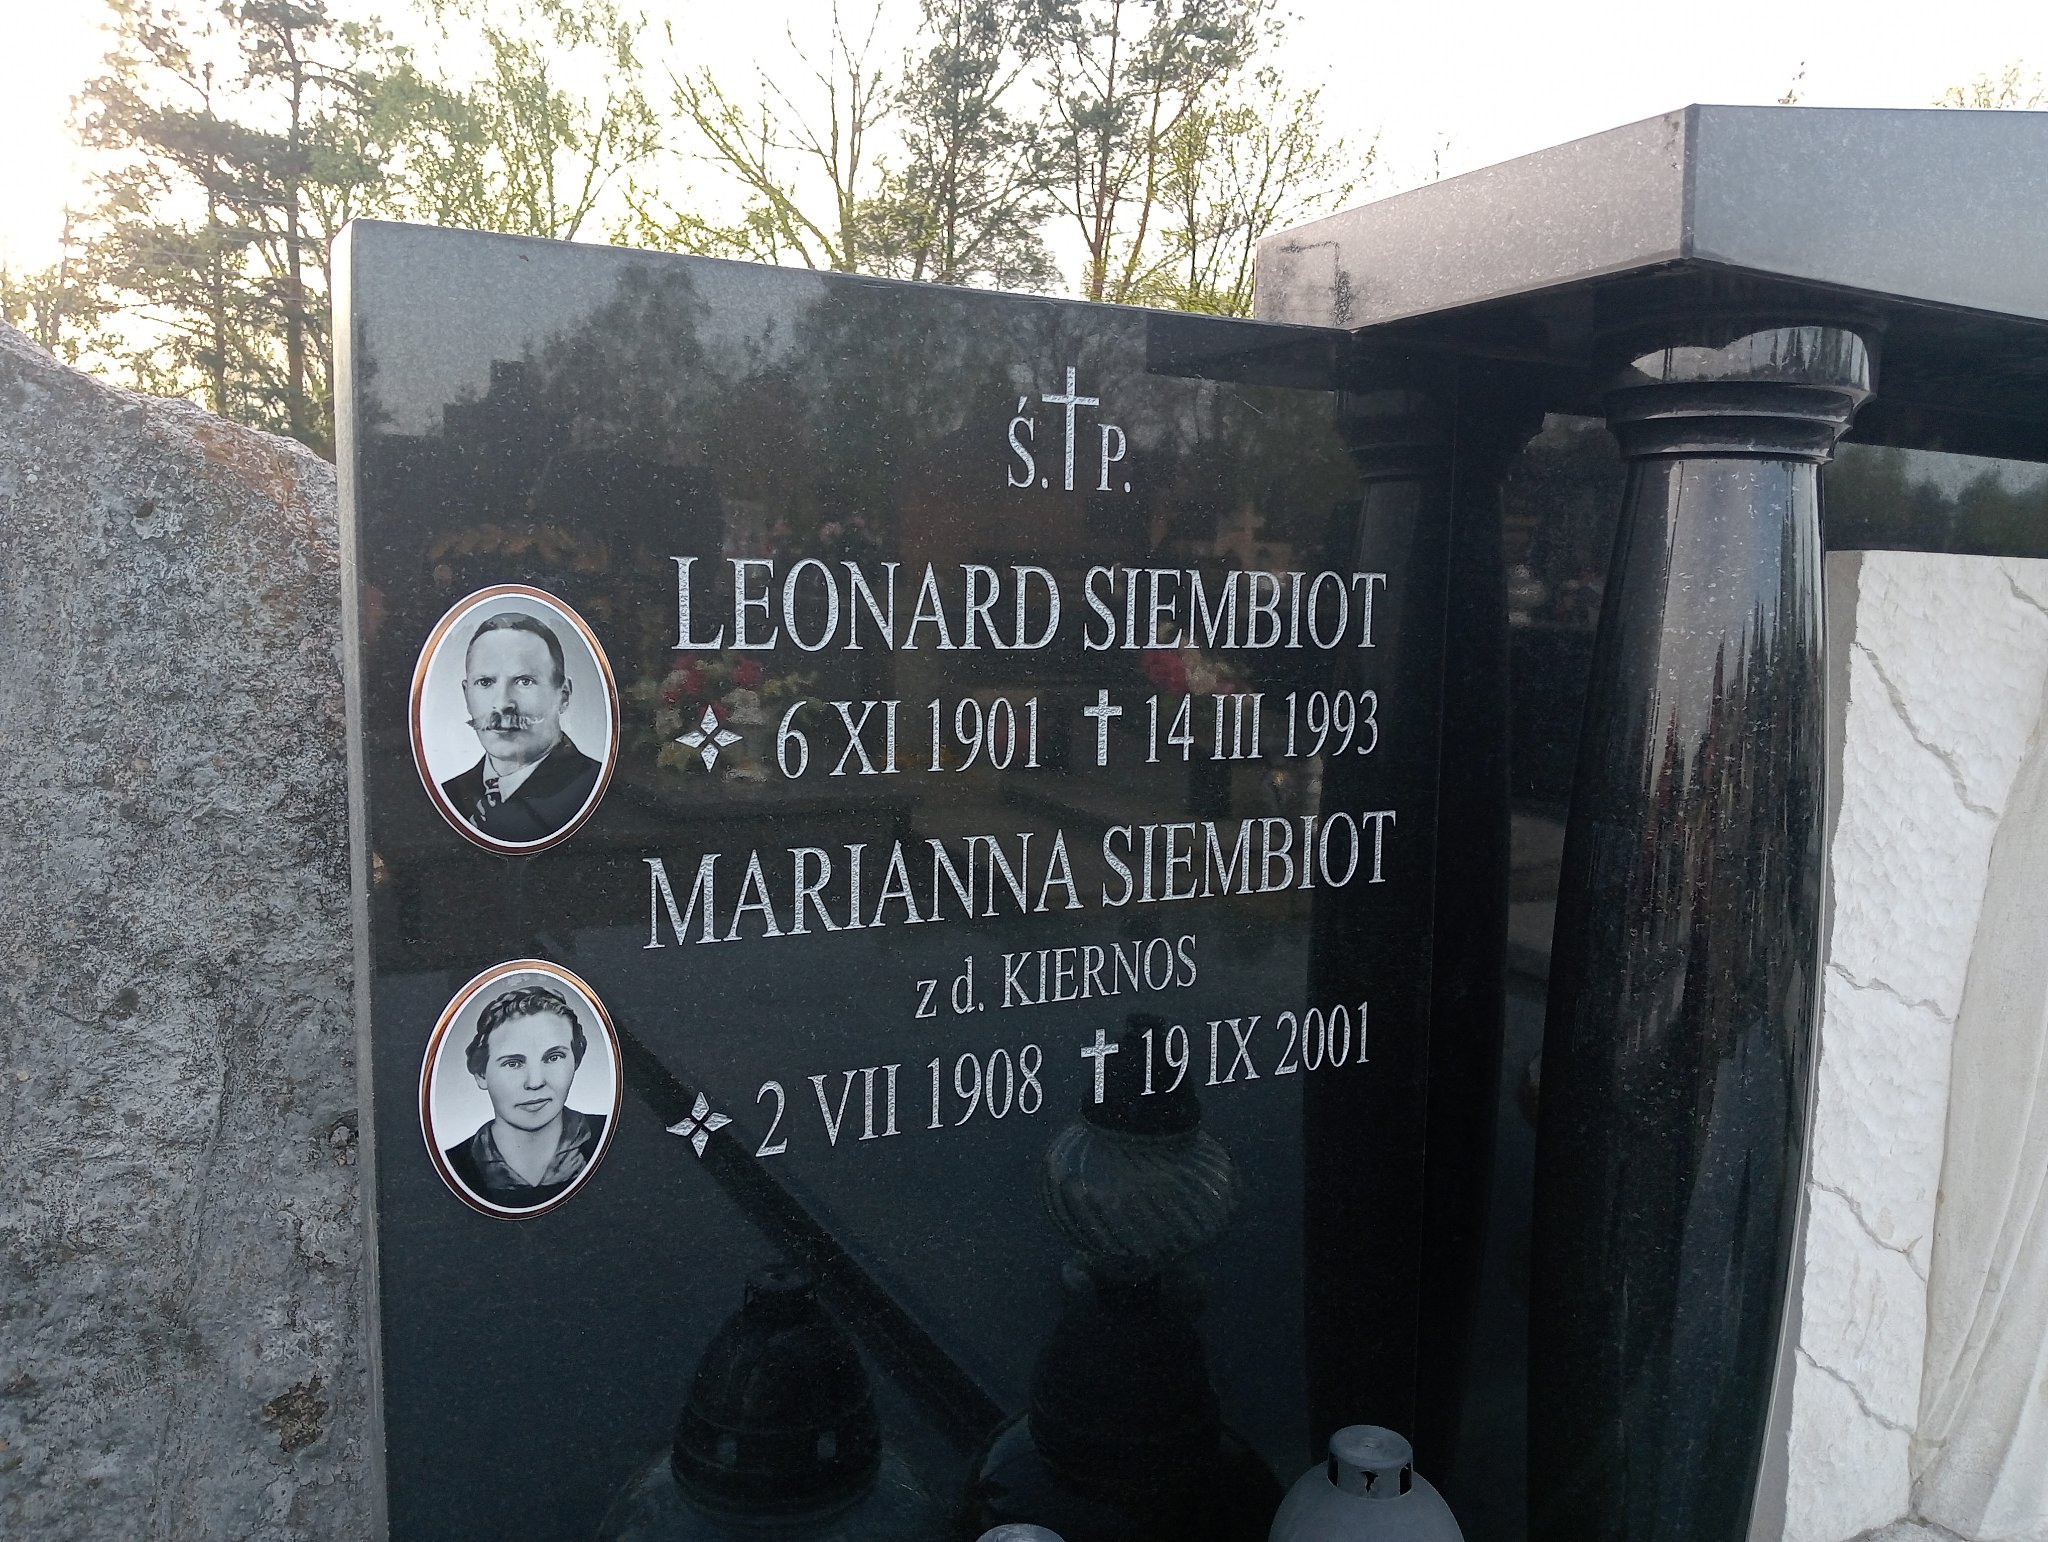 Ś.†P.
LEONARD SIEMBIOT
6 XI 1901 † 14 III 1993
MARIANNA SIEMBIOT
z d. KIERNOS
2 VII 1908 † 19 IX 2001